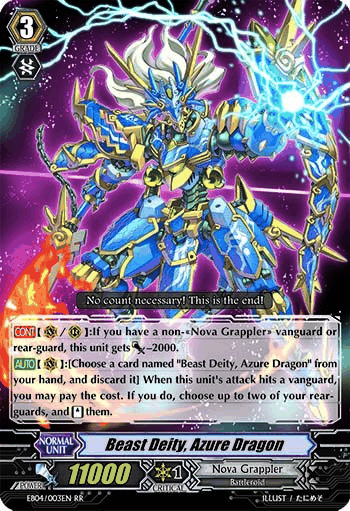 3
GRADE
No count necessary! This is the end!
CONT [ / ]:If you have a non-«Nova Grappler» vanguard or
rear-guard, this unit gets -2000.
AUTO [ ]:[Choose a card named "Beast Deity, Azure Dragon" from
your hand, and discard it] When this unit's attack hits a vanguard,
you may pay the cost. If you do, choose up to two of your rear-
guards, and them.
NORMAL
UNIT
Beast Deity, Azure Dragon
POWER
11000
1
CRITICAL
Nova Grappler
Battleroid
EB04/003EN RR
ILLUST / たにめそ